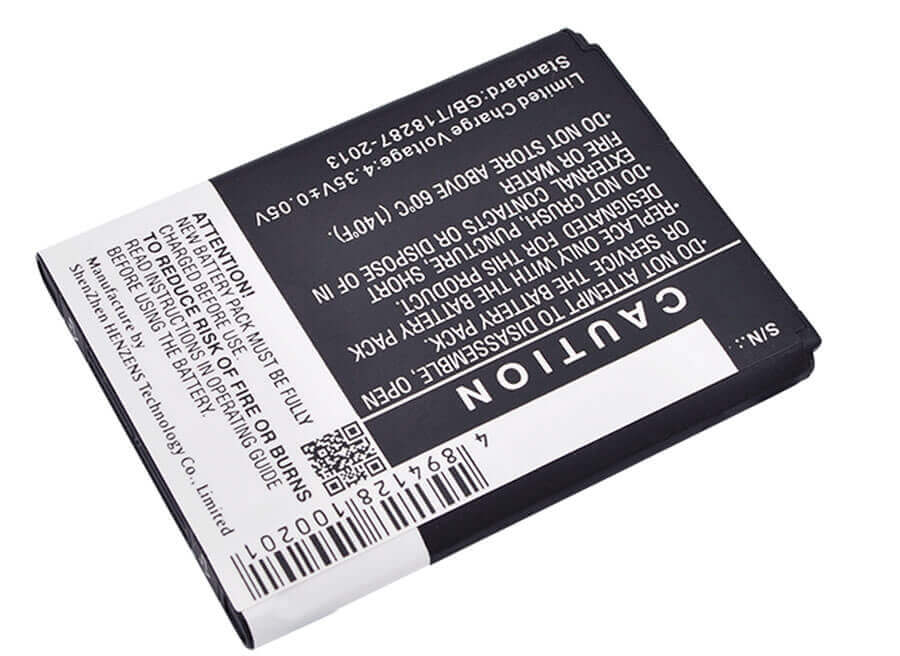 S/N.:
CAUTION
•DO NOT ATTEMPT TO DISASSEMBLE, OPEN
OR SERVICE THE BATTERY PACK.
•REPLACE ONLY WITH THE BATTERY PACK
DESIGNATED FOR THIS PRODUCT.
•DO NOT CRUSH, PUNCTURE, SHORT
EXTERNAL CONTACTS OR DISPOSE OF IN
FIRE OR WATER
•DO NOT STORE ABOVE 60°C (140°F).
Limited Charge Voltage:4.35V±0.05V
Standard:GB/T18287-2013
ATTENTION!
NEW BATTERY PACK MUST BE FULLY
CHARGED BEFORE USE.
TO REDUCE RISK OF FIRE OR BURNS
READ INSTRUCTIONS IN OPERATING GUIDE
BEFORE USING THE BATTERY.
Manufacture by
ShenZhen HENZENS Technology Co., Limited
4 894128 100201